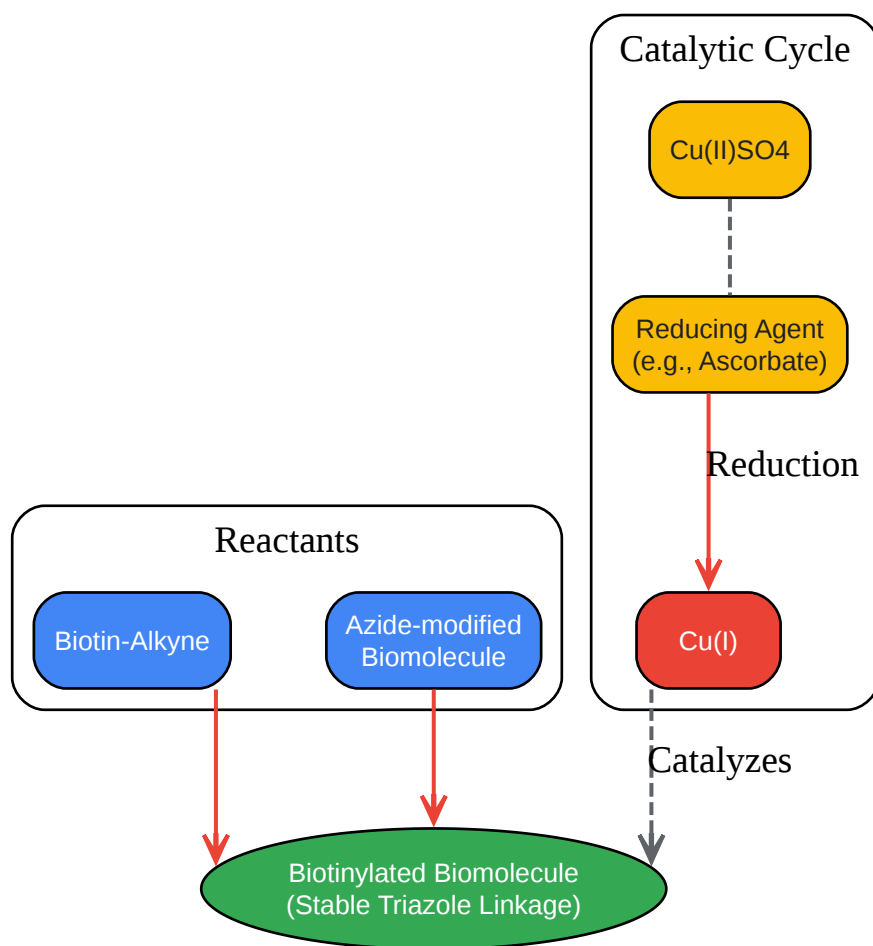 Catalytic Cycle
Cu(II)SO4
Reducing Agent
(e.g., Ascorbate)
Reduction
Reactants
Biotin-Alkyne
Azide-modified
Biomolecule
Cu(I)
Catalyzes
Biotinylated Biomolecule
(Stable Triazole Linkage)